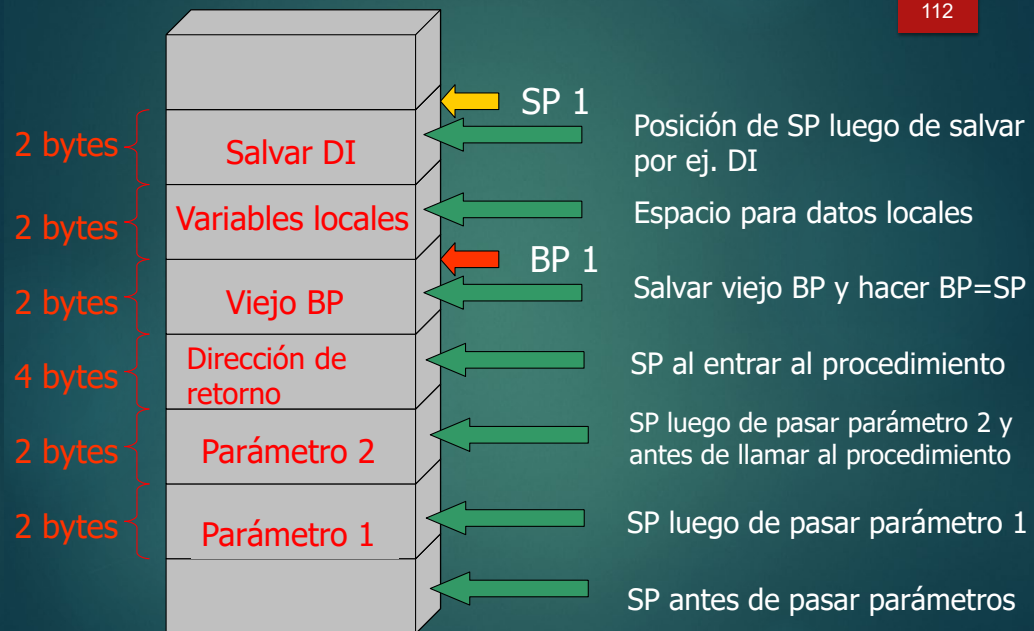 112
SP 1
2 bytes
Salvar DI
Posición de SP luego de salvar
por ej. DI
2 bytes
Variables locales
Espacio para datos locales
BP 1
2 bytes
Viejo BP
Salvar viejo BP y hacer BP=SP
4 bytes
Dirección de
retorno
SP al entrar al procedimiento
2 bytes
Parámetro 2
SP luego de pasar parámetro 2 y
antes de llamar al procedimiento
2 bytes
Parámetro 1
SP luego de pasar parámetro 1
SP antes de pasar parámetros